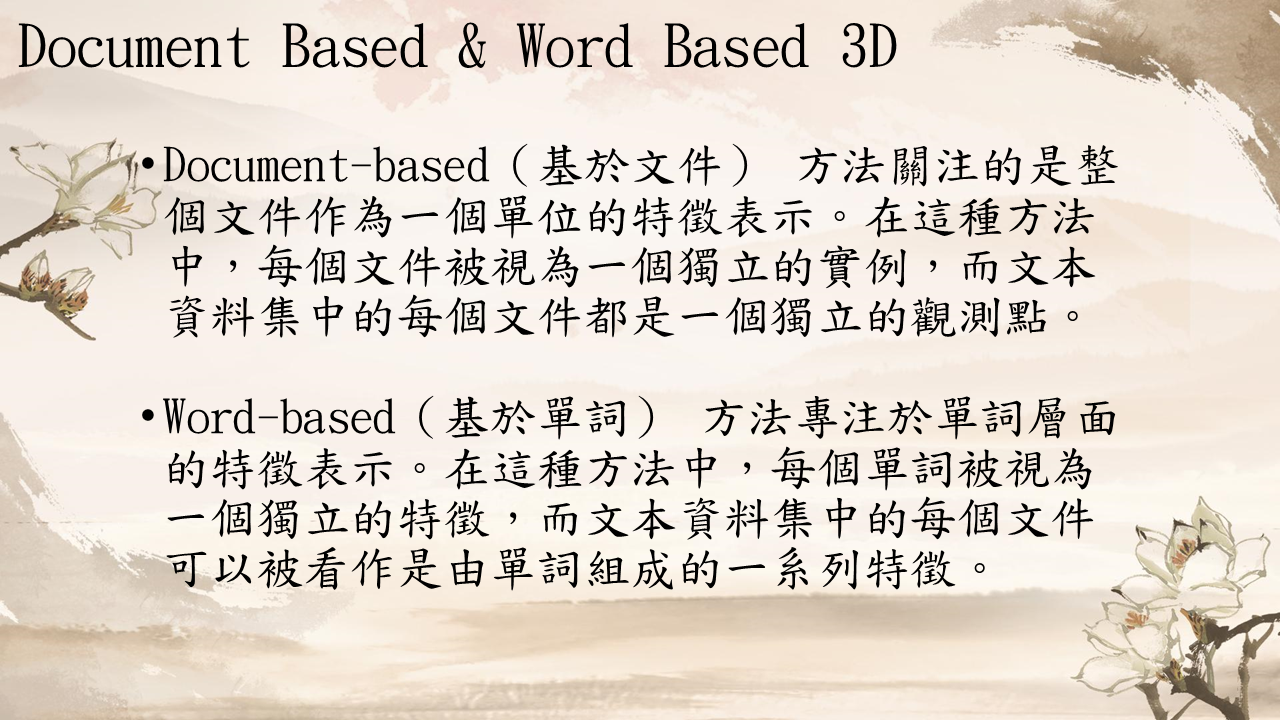 Document Based & Word Based 3D
•Document-based（基於文件） 方法關注的是整
個文件作為一個單位的特徵表示。在這種方法
中，每個文件被視為一個獨立的實例，而文本
資料集中的每個文件都是一個獨立的觀測點。
•Word-based（基於單詞） 方法專注於單詞層面
的特徵表示。在這種方法中，每個單詞被視為
一個獨立的特徵，而文本資料集中的每個文件
可以被看作是由單詞組成的一系列特徵。